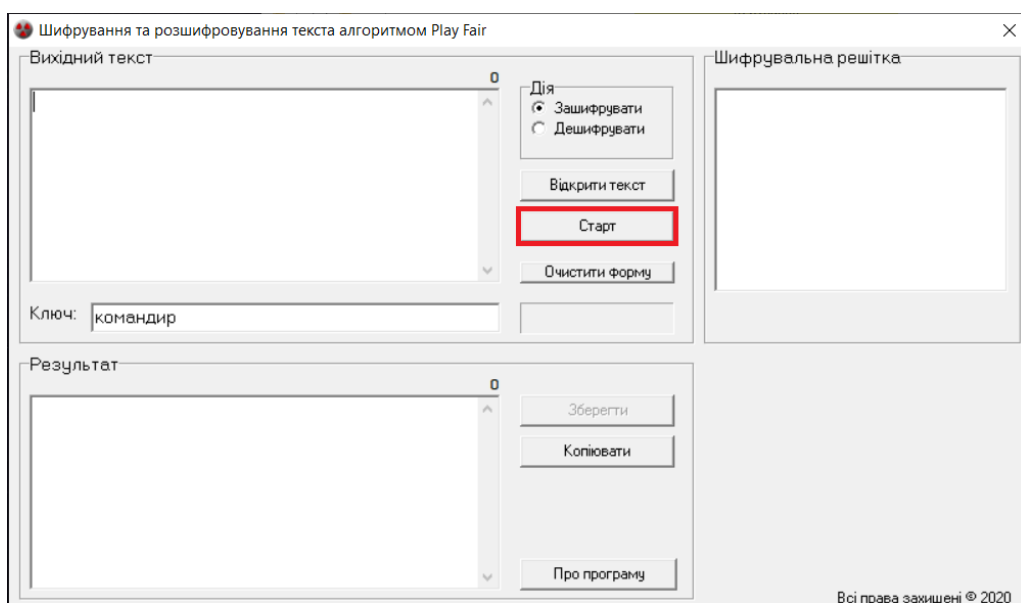 Шифрування та розшифровування текста алгоритмом Play Fair
Вихідний текст
0
Дія
Зашифрувати
Дешифрувати
Відкрити текст
Старт
Очистити форму
Ключ: командир
Шифрувальна решітка
Результат
0
Зберегти
Копіювати
Про програму
Всі права захищені © 2020